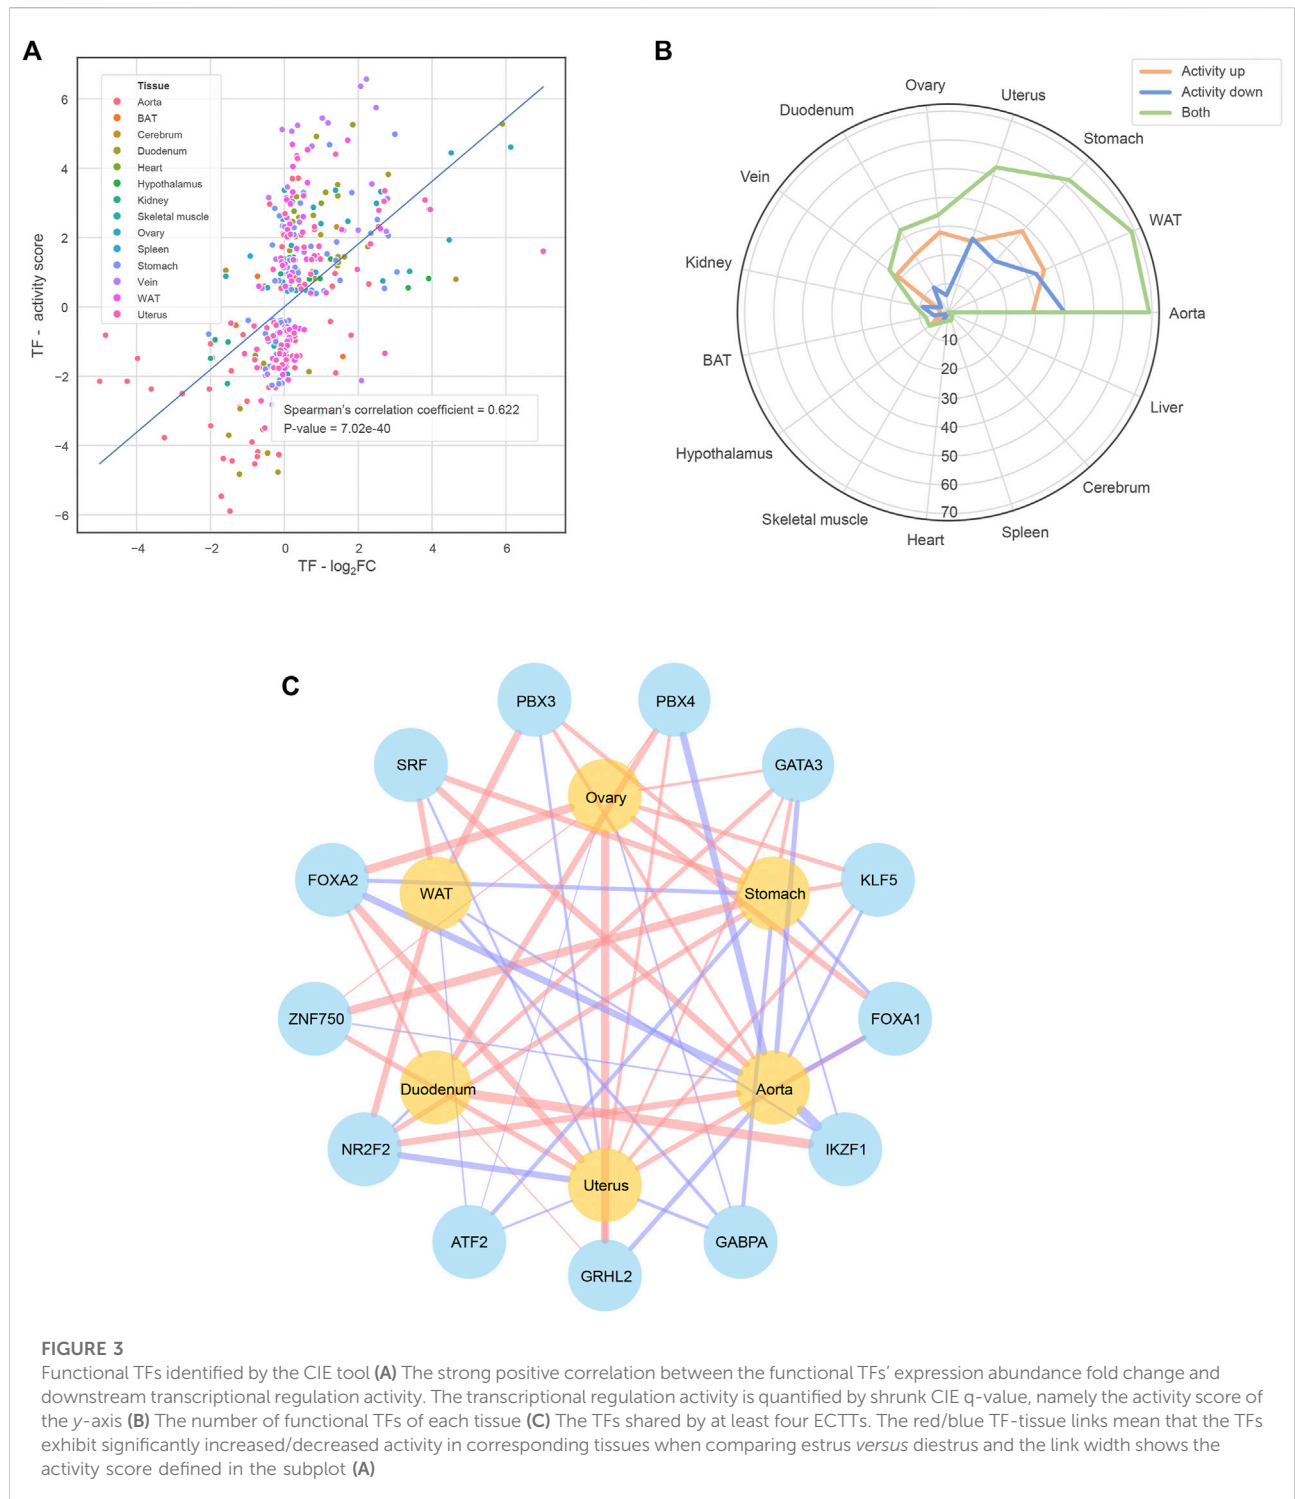 A
Tissue
Aorta
BAT
Cerebrum
Duodenum
Heart
Hypothalamus
Kidney
Skeletal muscle
Ovary
Spleen
Stomach
Vein
WAT
Uterus
6
4
2
0
−2
−4
−6
TF - activity score
Spearman's correlation coefficient = 0.622
P-value = 7.02e-40
−4
−2
0
2
4
6
TF - log2FC
B
Activity up
Activity down
Both
Ovary
Uterus
Duodenum
Stomach
Vein
WAT
Kidney
Aorta
BAT
Liver
Hypothalamus
Cerebrum
Skeletal muscle
Spleen
Heart
10
20
30
40
50
60
70
C
PBX3
PBX4
SRF
GATA3
Ovary
FOXA2
WAT
Stomach
KLF5
ZNF750
FOXA1
Duodenum
Aorta
NR2F2
IKZF1
Uterus
ATF2
GABPA
GRHL2
FIGURE 3
Functional TFs identified by the CIE tool (A) The strong positive correlation between the functional TFs' expression abundance fold change and
downstream transcriptional regulation activity. The transcriptional regulation activity is quantified by shrunk CIE q-value, namely the activity score of
the y-axis (B) The number of functional TFs of each tissue (C) The TFs shared by at least four ECTTs. The red/blue TF-tissue links mean that the TFs
exhibit significantly increased/decreased activity in corresponding tissues when comparing estrus versus diestrus and the link width shows the
activity score defined in the subplot (A)